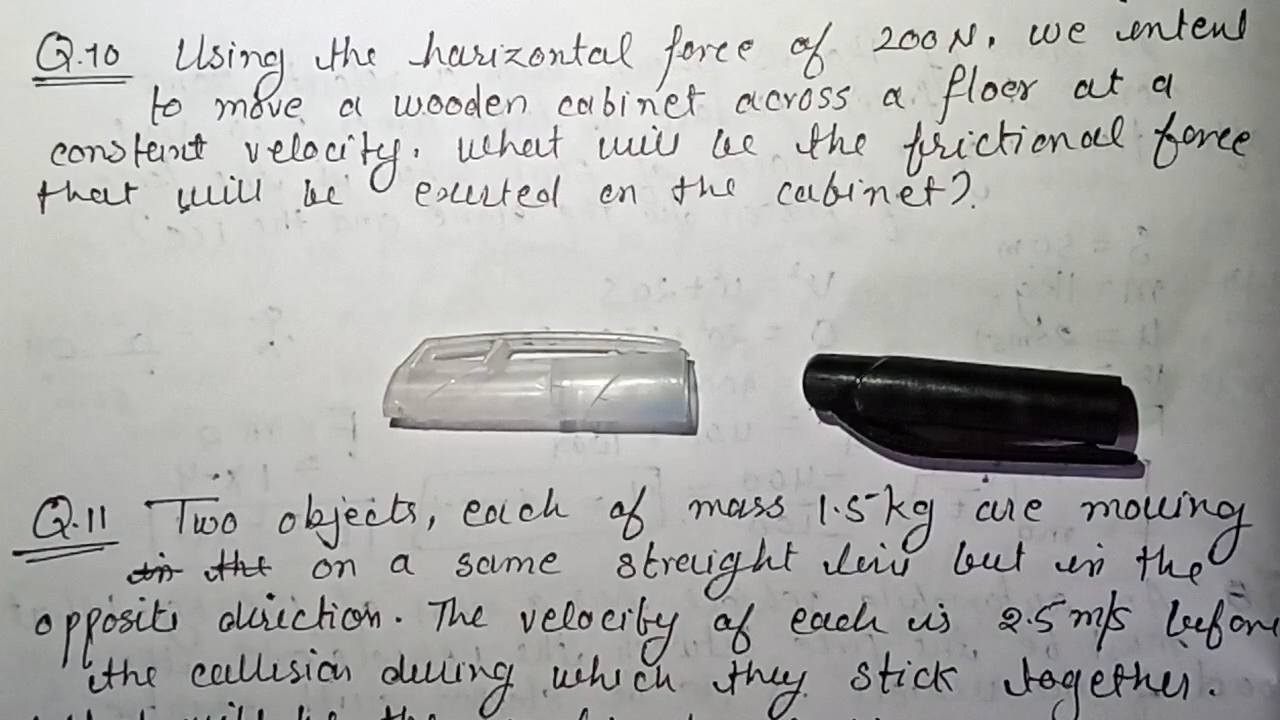 Q.10 Using the harizontal force of 200 N. we intend
to move a wooden cabinet across a floor at a
constant velocity. What will be the frictional force
that will be exerted on the cabinet?
Q.11 Two objects, each of mass 1.5 kg are moving
on a same straight line but in the
opposite direction. The velocity of each is 2.5 m/s before
the collision during which they stick together.